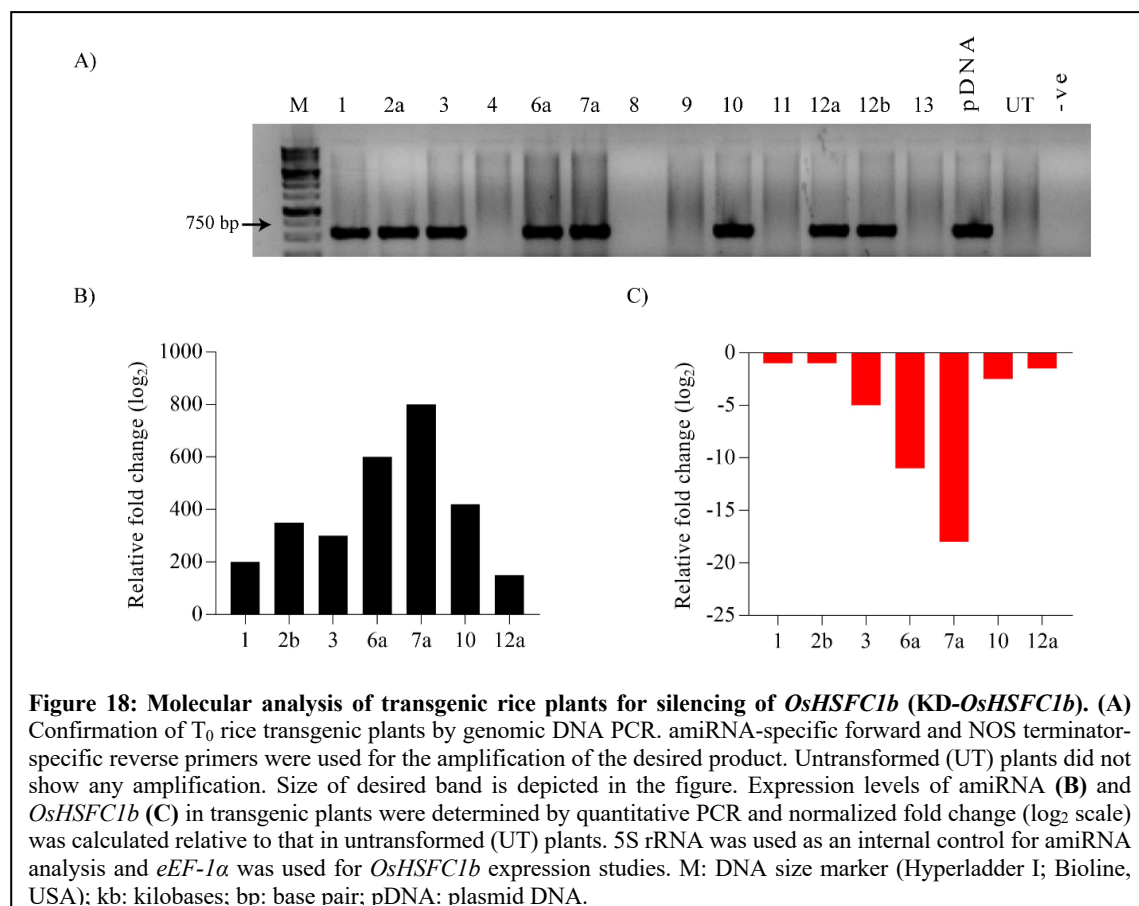 A)
M 1 2a 3 4 6a 7a 8 9 10 11 12a 12b 13 pDNA UT -ve
750 bp
B)
C)
Relative fold change (log2)
1000
800
600
400
200
0
1 2b 3 6a 7a 10 12a
Relative fold change (log2)
0
-5
-10
-15
-20
-25
1 2b 3 6a 7a 10 12a
Figure 18: Molecular analysis of transgenic rice plants for silencing of OsHSFC1b (KD-OsHSFC1b). (A)
Confirmation of T0 rice transgenic plants by genomic DNA PCR. amiRNA-specific forward and NOS terminator-
specific reverse primers were used for the amplification of the desired product. Untransformed (UT) plants did not
show any amplification. Size of desired band is depicted in the figure. Expression levels of amiRNA (B) and
OsHSFC1b (C) in transgenic plants were determined by quantitative PCR and normalized fold change (log2 scale)
was calculated relative to that in untransformed (UT) plants. 5S rRNA was used as an internal control for amiRNA
analysis and eEF-1α was used for OsHSFC1b expression studies. M: DNA size marker (Hyperladder I; Bioline,
USA); kb: kilobases; bp: base pair; pDNA: plasmid DNA.